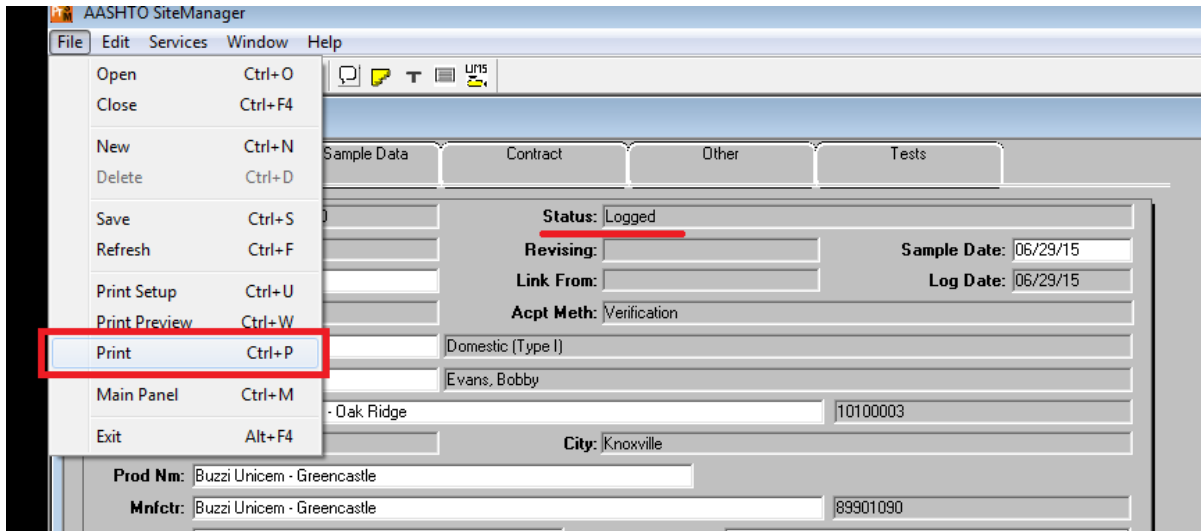 AASHTO SiteManager
File Edit Services Window Help
Open Ctrl+O
Close Ctrl+F4
New Ctrl+N
Delete Ctrl+D
Save Ctrl+S
Refresh Ctrl+F
Print Setup Ctrl+U
Print Preview Ctrl+W
Print Ctrl+P
Main Panel Ctrl+M
Exit Alt+F4
UMS
Sample Data Contract Other Tests
Status: Logged
Revising: Sample Date: 06/29/15
Link From: Log Date: 06/29/15
Acpt Meth: Verification
Domestic (Type I)
Evans, Bobby
- Oak Ridge 10100003
City: Knoxville
Prod Nm: Buzzi Unicem - Greencastle
Mnfctr: Buzzi Unicem - Greencastle 89901090